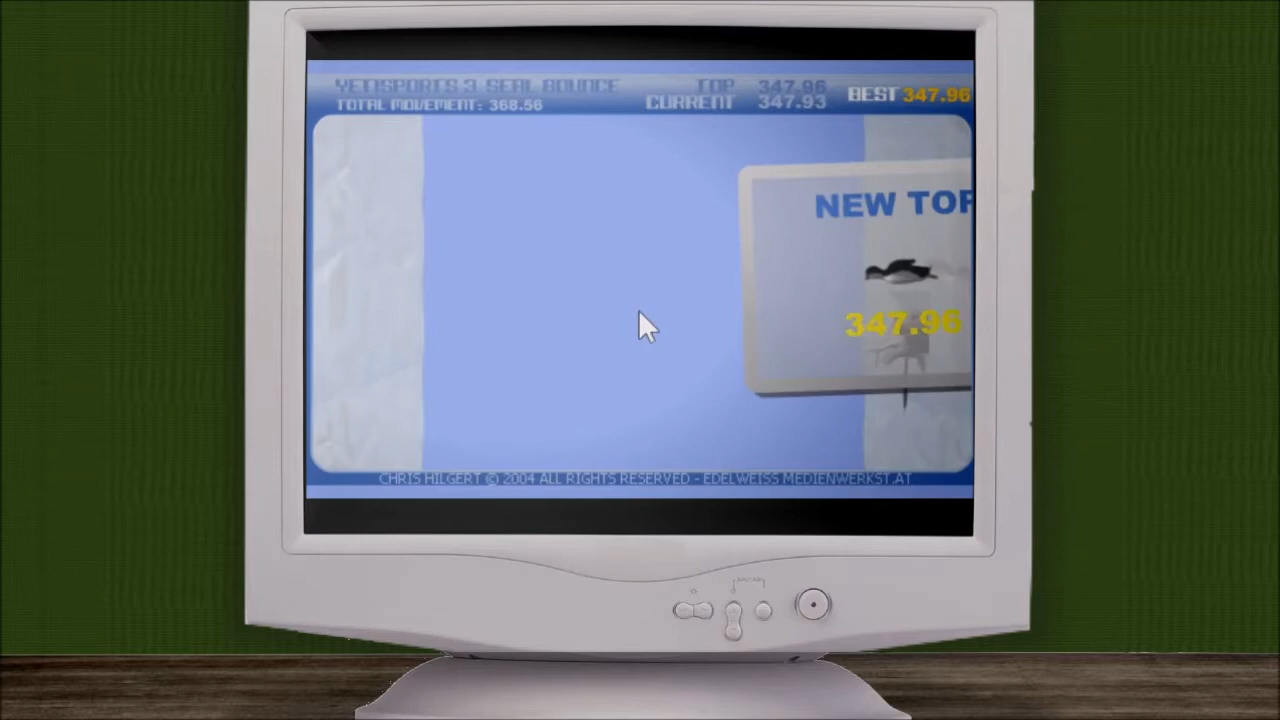 YETISPORTS 3 SEAL BOUNCE TOP 347.96
TOTAL MOVEMENT: 368.56 CURRENT 347.93 BEST 347.96
NEW TOP
347.96
CHRIS HILGERT © 2004 ALL RIGHTS RESERVED - EDELWEISS MEDIENWERKST.AT